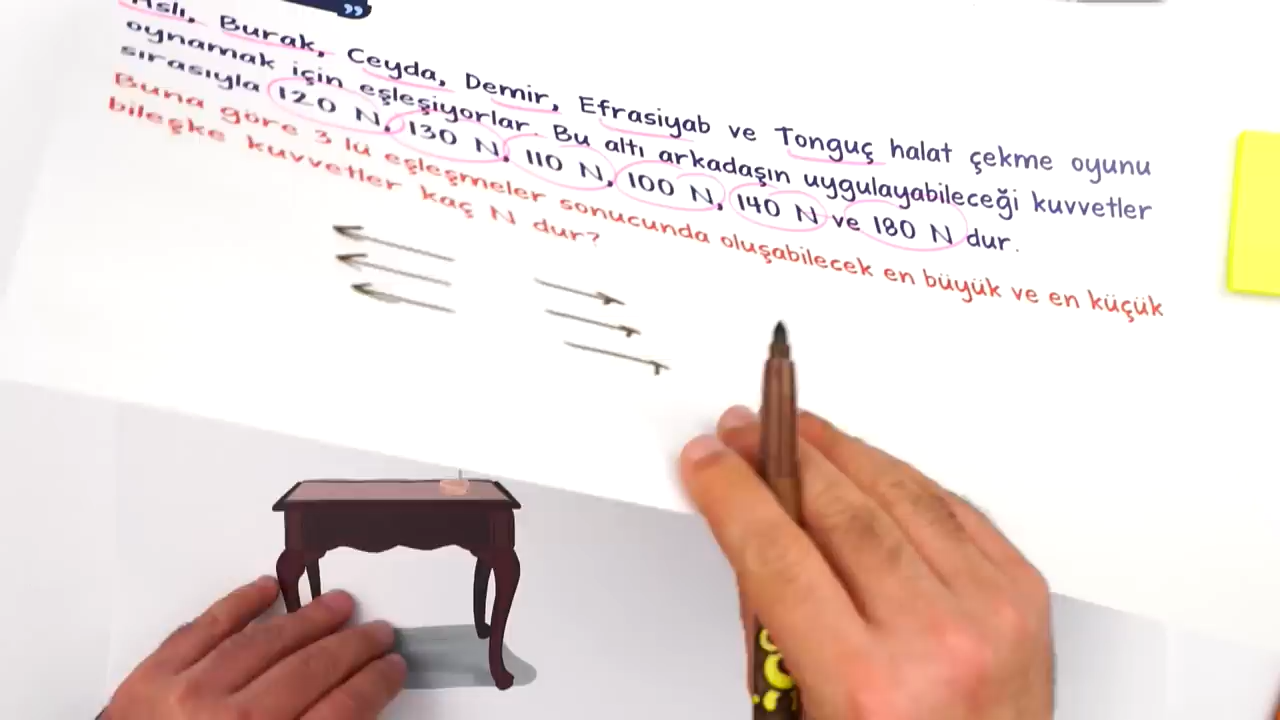 ”
Aslı, Burak, Ceyda, Demir, Efrasiyab ve Tonguç halat çekme oyunu
oynamak için eşleşiyorlar. Bu altı arkadaşın uygulayabileceği kuvvetler
sırasıyla 120 N, 130 N, 110 N, 100 N, 140 N ve 180 N dur.
Buna göre 3 lü eşleşmeler sonucunda oluşabilecek en büyük ve en küçük
bileşke kuvvetler kaç N dur?